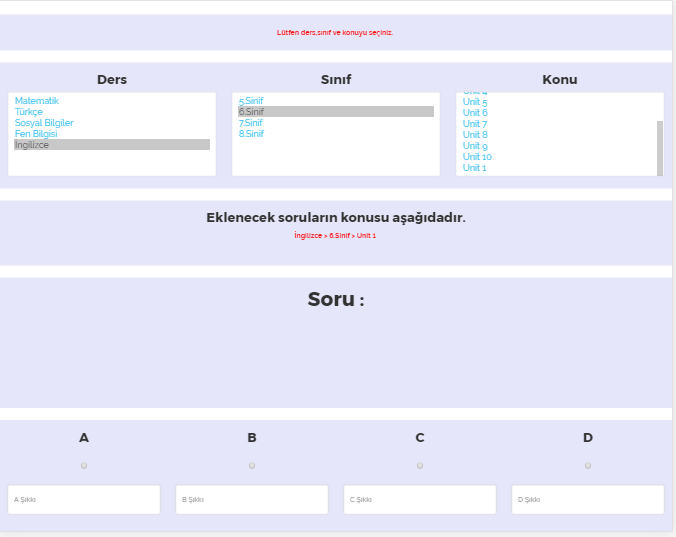 Lütfen ders,sınıf ve konuyu seçiniz.
Ders
Sınıf
Konu
Matematik
Türkçe
Sosyal Bilgiler
Fen Bilgisi
İngilizce
5.Sinif
6.Sinif
7.Sinif
8.Sinif
Unit 4
Unit 5
Unit 6
Unit 7
Unit 8
Unit 9
Unit 10
Unit 1
Eklenecek soruların konusu aşağıdadır.
İngilizce > 6.Sinif > Unit 1
Soru :
A
B
C
D
A Şıkkı
B Şıkkı
C Şıkkı
D Şıkkı